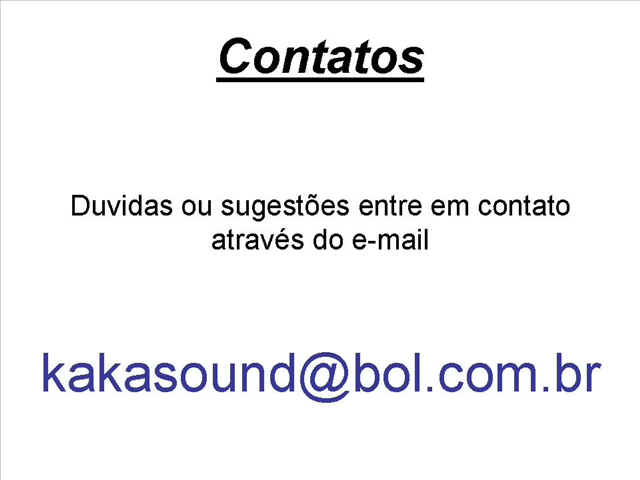 Contatos
Duvidas ou sugestões entre em contato
através do e-mail
kakasound@bol.com.br